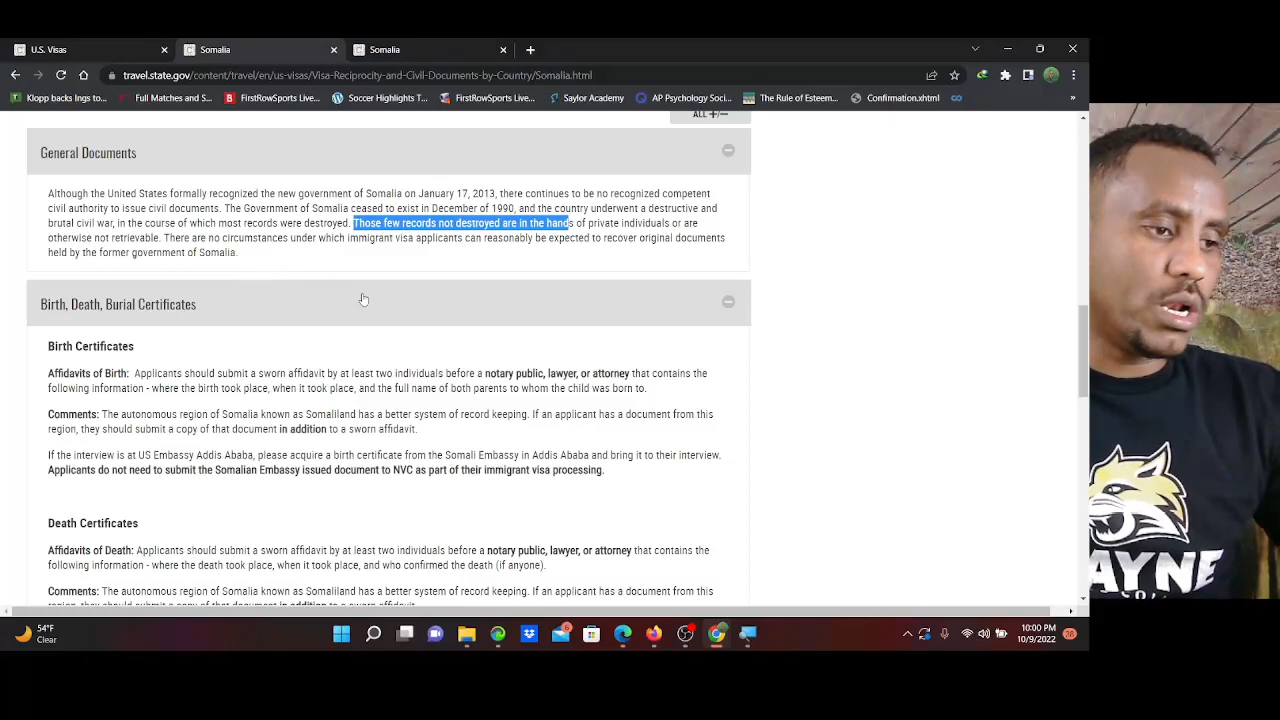 U.S. Visas
Somalia
Somalia
travel.state.gov/content/travel/en/us-visas/Visa-Reciprocity-and-Civil-Documents-by-Country/Somalia.html
Klopp backs Ings to... Full Matches and S... FirstRowSports Live... Soccer Highlights T... FirstRowSports Live... Saylor Academy AP Psychology Soci... The Rule of Esteem... Confirmation.xhtml »
ALL +/−
General Documents
Although the United States formally recognized the new government of Somalia on January 17, 2013, there continues to be no recognized competent
civil authority to issue civil documents. The Government of Somalia ceased to exist in December of 1990, and the country underwent a destructive and
brutal civil war, in the course of which most records were destroyed. Those few records not destroyed are in the hands of private individuals or are
otherwise not retrievable. There are no circumstances under which immigrant visa applicants can reasonably be expected to recover original documents
held by the former government of Somalia.
Birth, Death, Burial Certificates
Birth Certificates
Affidavits of Birth: Applicants should submit a sworn affidavit by at least two individuals before a notary public, lawyer, or attorney that contains the
following information - where the birth took place, when it took place, and the full name of both parents to whom the child was born to.
Comments: The autonomous region of Somalia known as Somaliland has a better system of record keeping. If an applicant has a document from this
region, they should submit a copy of that document in addition to a sworn affidavit.
If the interview is at US Embassy Addis Ababa, please acquire a birth certificate from the Somali Embassy in Addis Ababa and bring it to their interview.
Applicants do not need to submit the Somalian Embassy issued document to NVC as part of their immigrant visa processing.
Death Certificates
Affidavits of Death: Applicants should submit a sworn affidavit by at least two individuals before a notary public, lawyer, or attorney that contains the
following information - where the death took place, when it took place, and who confirmed the death (if anyone).
Comments: The autonomous region of Somalia known as Somaliland has a better system of record keeping. If an applicant has a document from this
region, they should submit a copy of that document in addition to a sworn affidavit.
54°F
Clear
6
10:00 PM
10/9/2022
28
AYNE